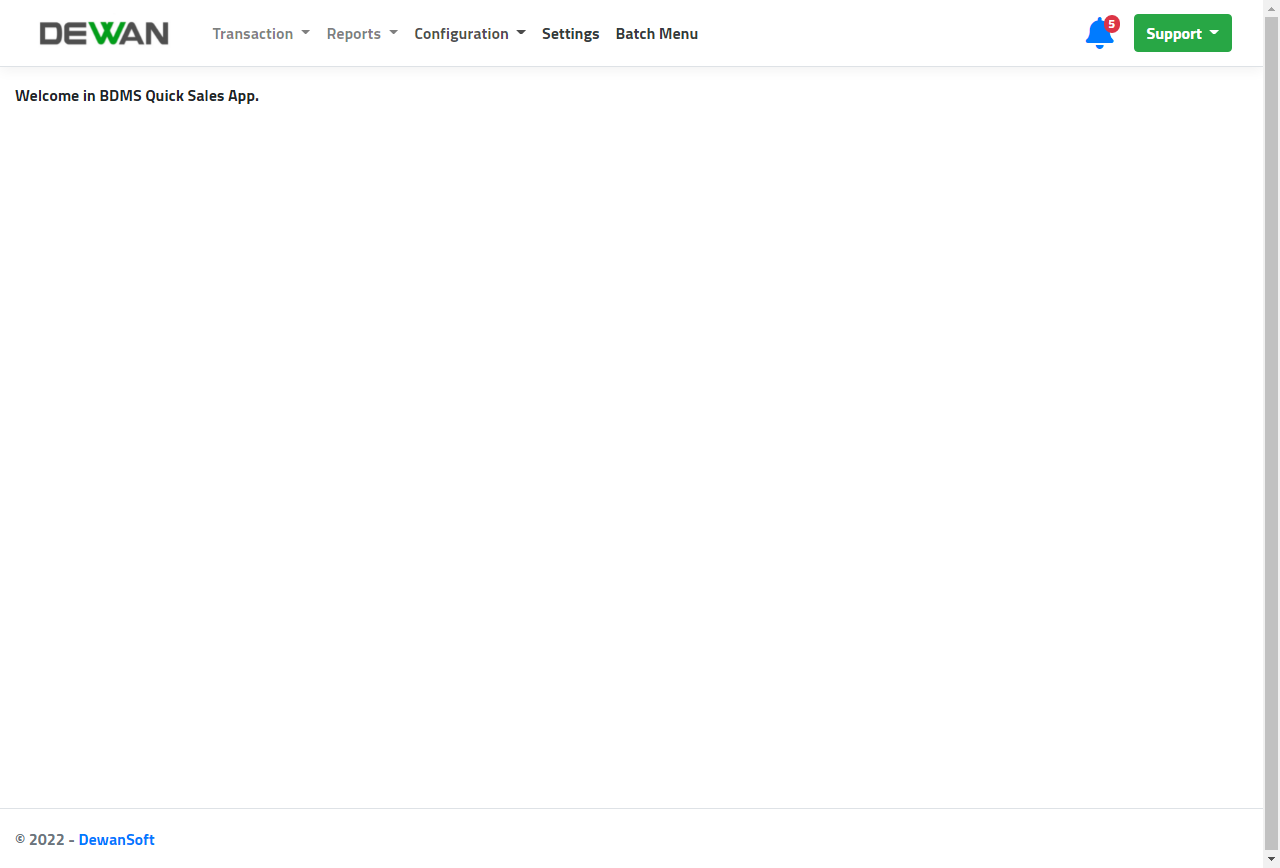 DEWAN Transaction Reports Configuration Settings Batch Menu 5 Support
Welcome in BDMS Quick Sales App.
© 2022 - DewanSoft